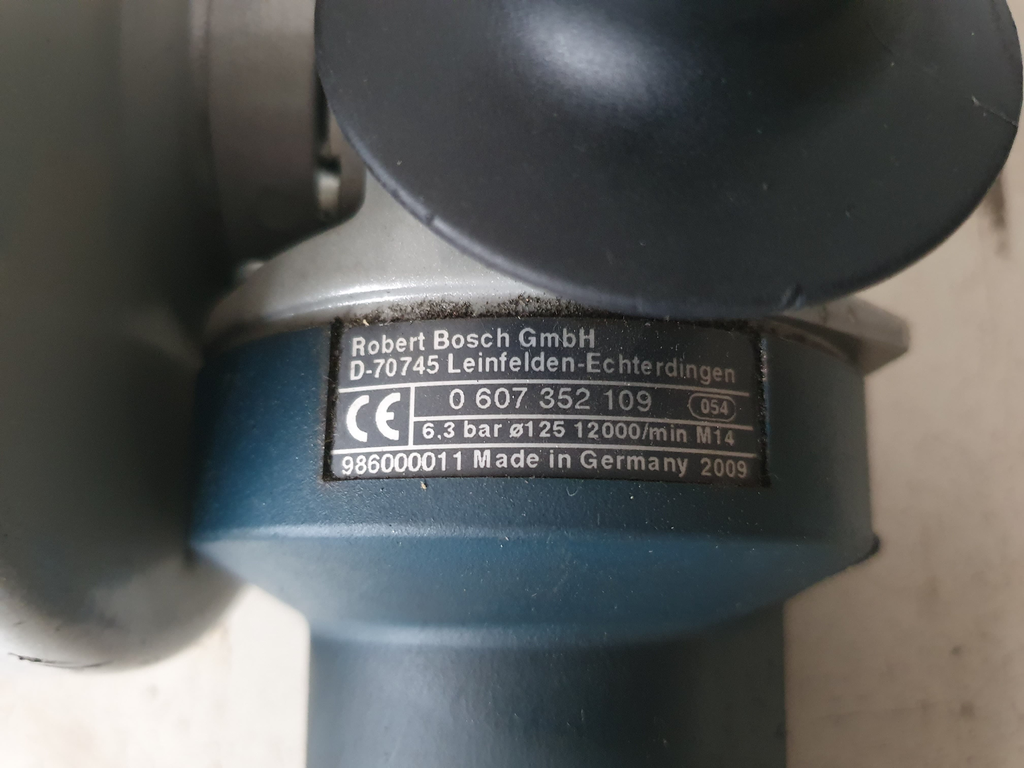 Robert Bosch GmbH
D-70745 Leinfelden-Echterdingen
CE 0 607 352 109 054
6,3 bar ø125 12000/min M14
986000011 Made in Germany 2009